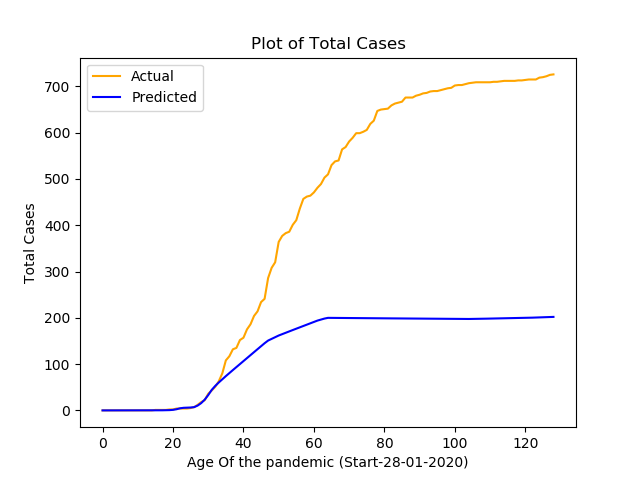 Plot of Total Cases
Actual
Predicted
Total Cases
700
600
500
400
300
200
100
0
0 20 40 60 80 100 120
Age Of the pandemic (Start-28-01-2020)